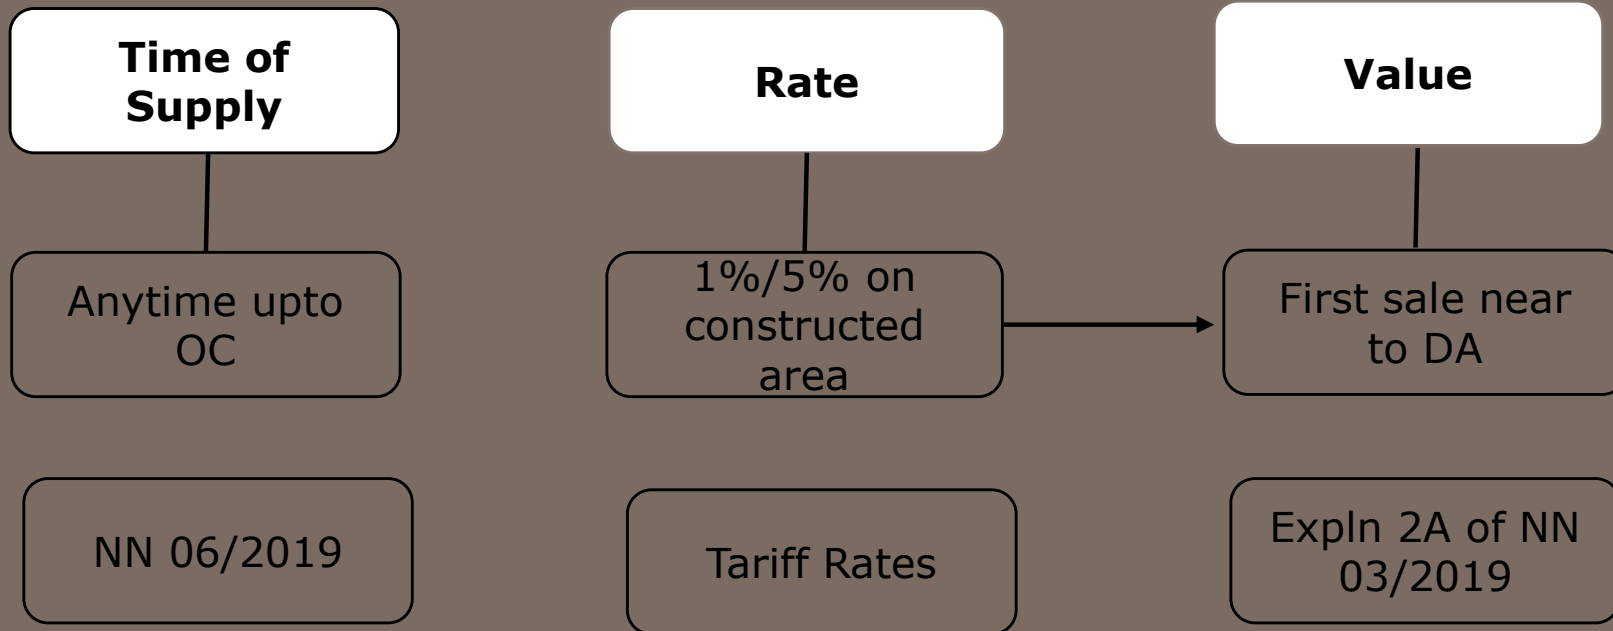 Time of
Supply
Rate
Value
Anytime upto
OC
1%/5% on
constructed
area
First sale near
to DA
NN 06/2019
Tariff Rates
Expln 2A of NN
03/2019